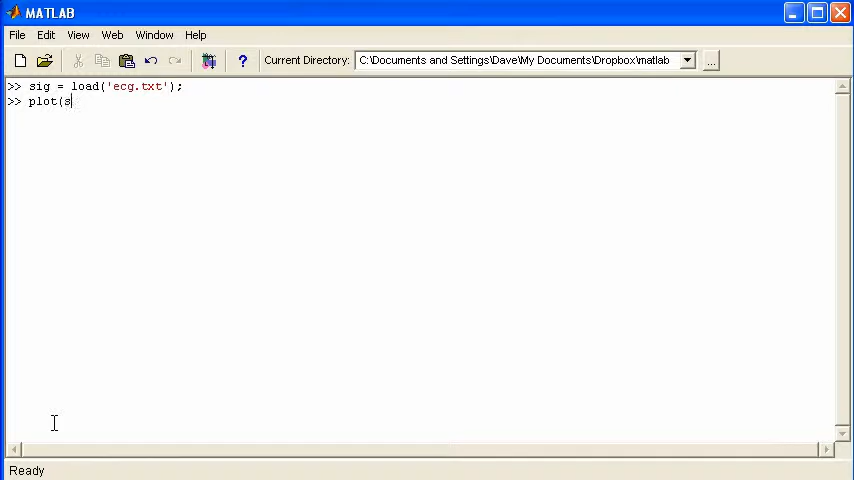 MATLAB
File Edit View Web Window Help
? Current Directory: C:\Documents and Settings\Dave\My Documents\Dropbox\matlab ...
>> sig = load('ecg.txt');
>> plot(s
Ready